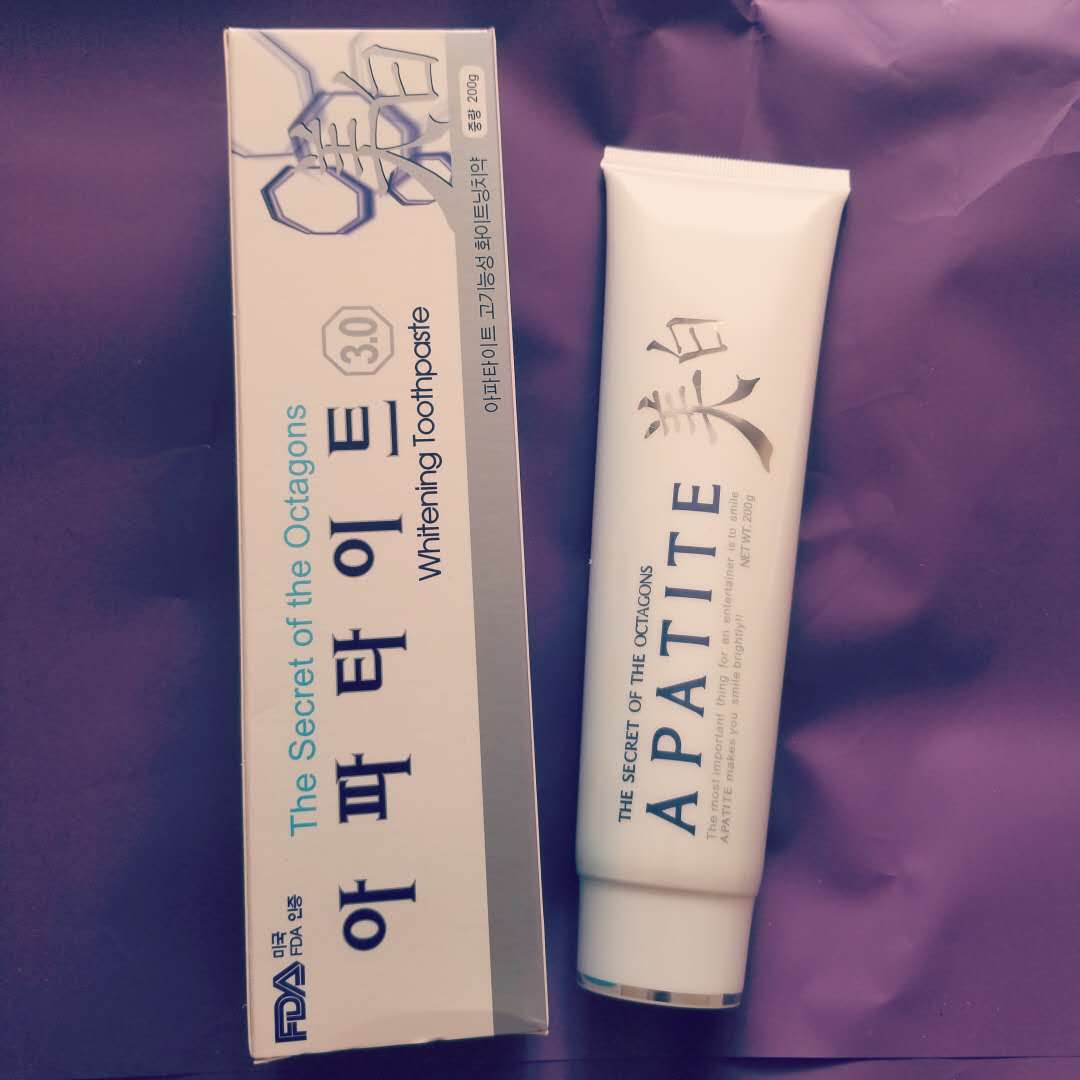 FDA 미국
FDA 인증
The Secret of the Octagons
아파타이트 3.0
Whitening Toothpaste
美白
아파타이트 고기능성 화이트닝치약
중량 200g
THE SECRET OF THE OCTAGONS
APATITE 美白
The most important thing for an entertainer is to smile
APATITE makes you smile brightly!!
NET WT. 200g